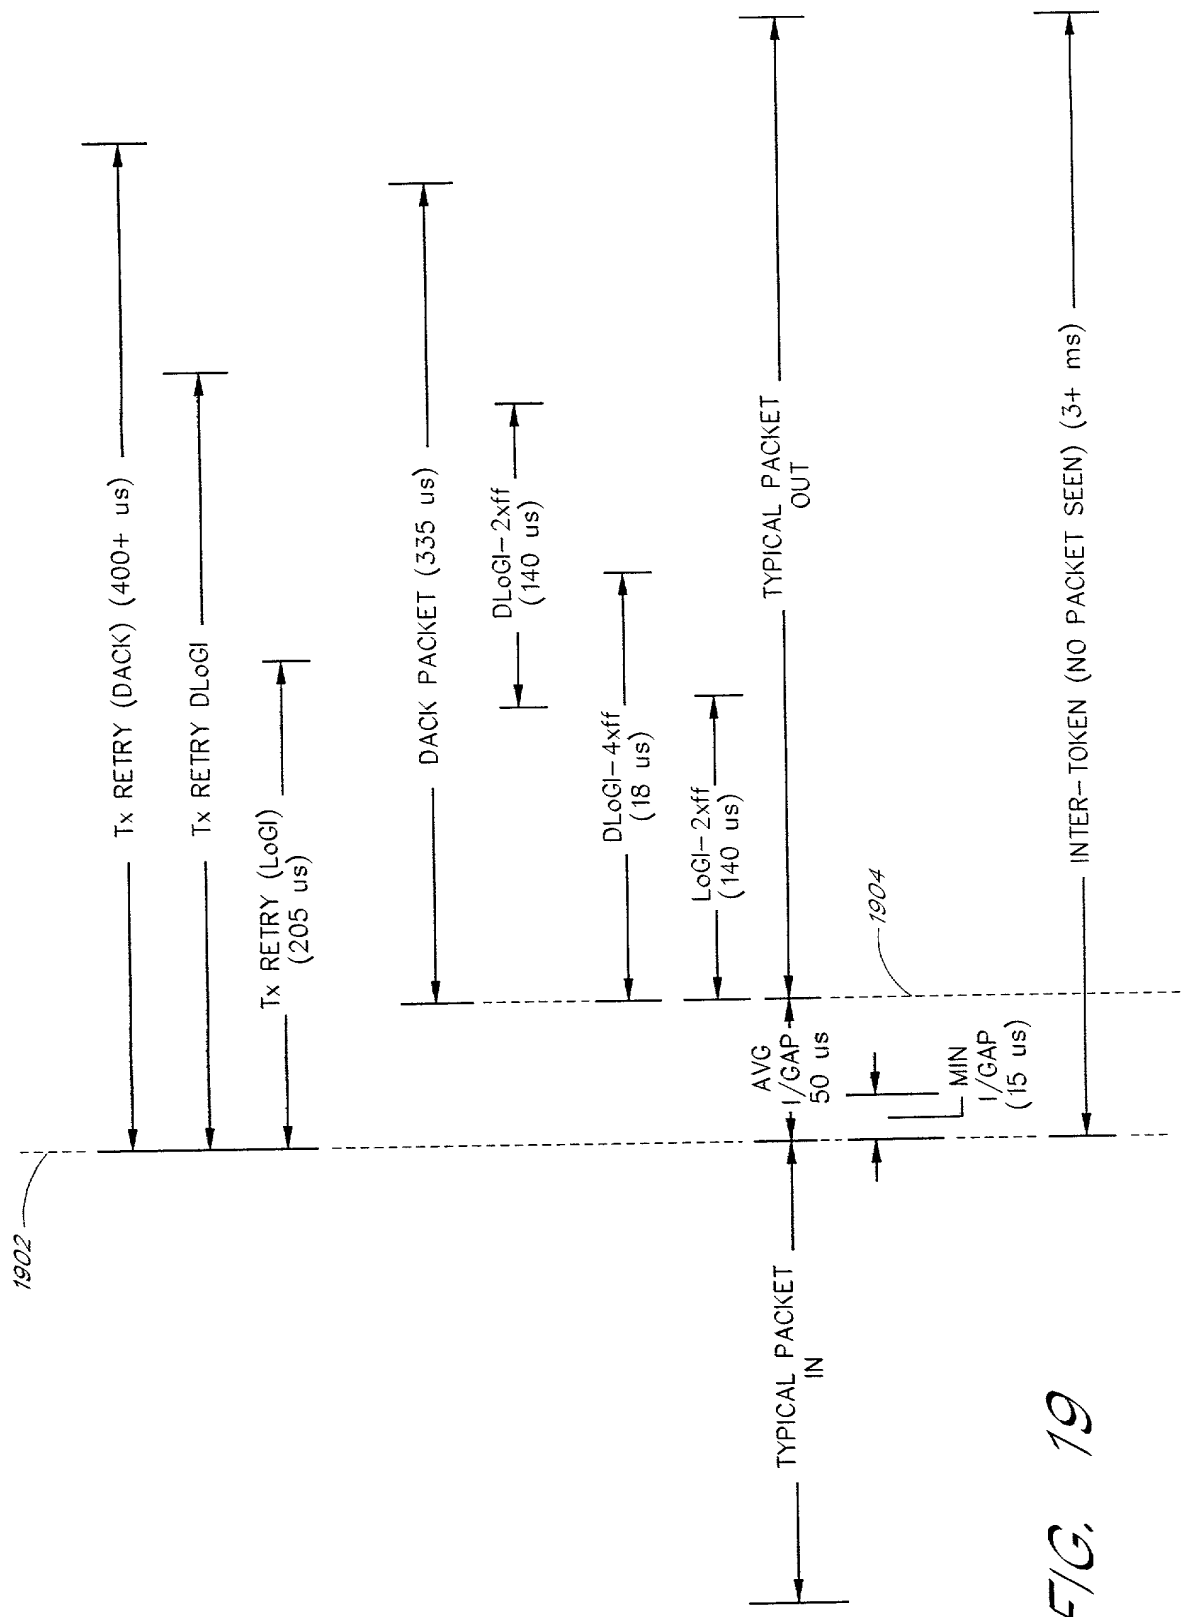 1902
Tx RETRY (DACK) (400+ us)
Tx RETRY DLoGI
Tx RETRY (LoGI)
(205 us)
DACK PACKET (335 us)
DLoGI-2xff
(140 us)
DLoGI-4xff
(18 us)
LoGI-2xff
(140 us)
TYPICAL PACKET
IN
AVG
I/GAP
50 us
TYPICAL PACKET
OUT
1904
MIN
I/GAP
(15 us)
INTER-TOKEN (NO PACKET SEEN) (3+ ms)
FIG. 19